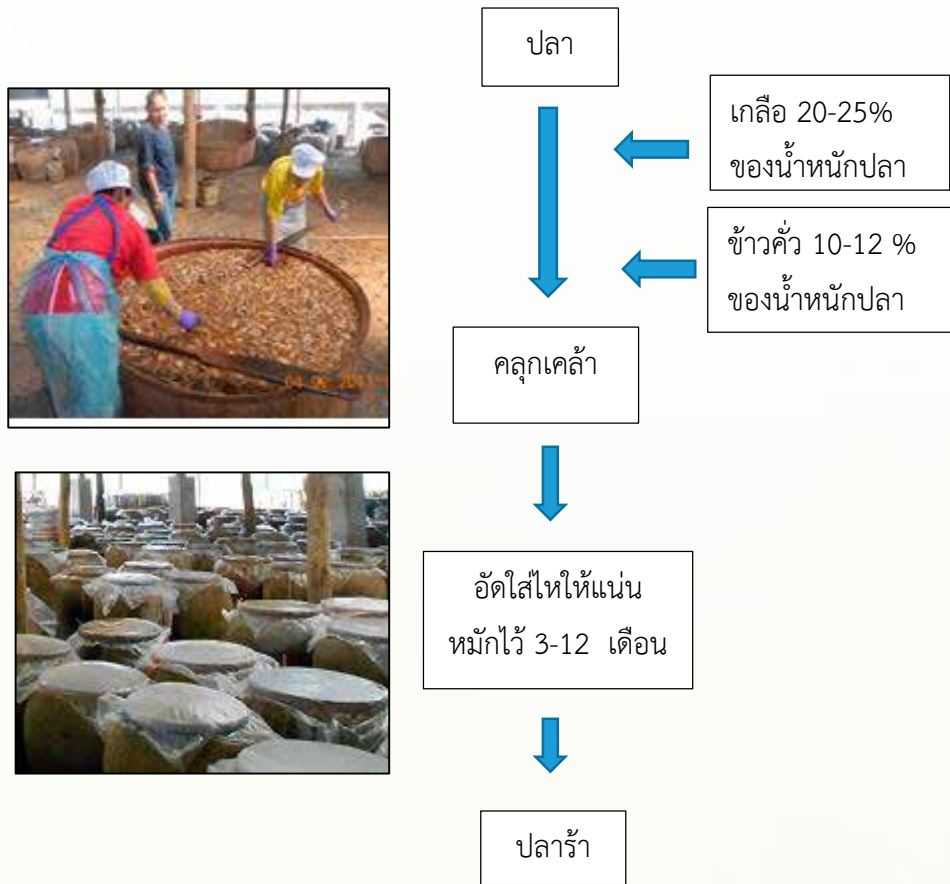 ปลา
เกลือ 20-25%
ของน้ำหนักปลา
ข้าวคั่ว 10-12 %
ของน้ำหนักปลา
คลุกเคล้า
อัดใส่ไหให้แน่น
หมักไว้ 3-12 เดือน
ปลาร้า